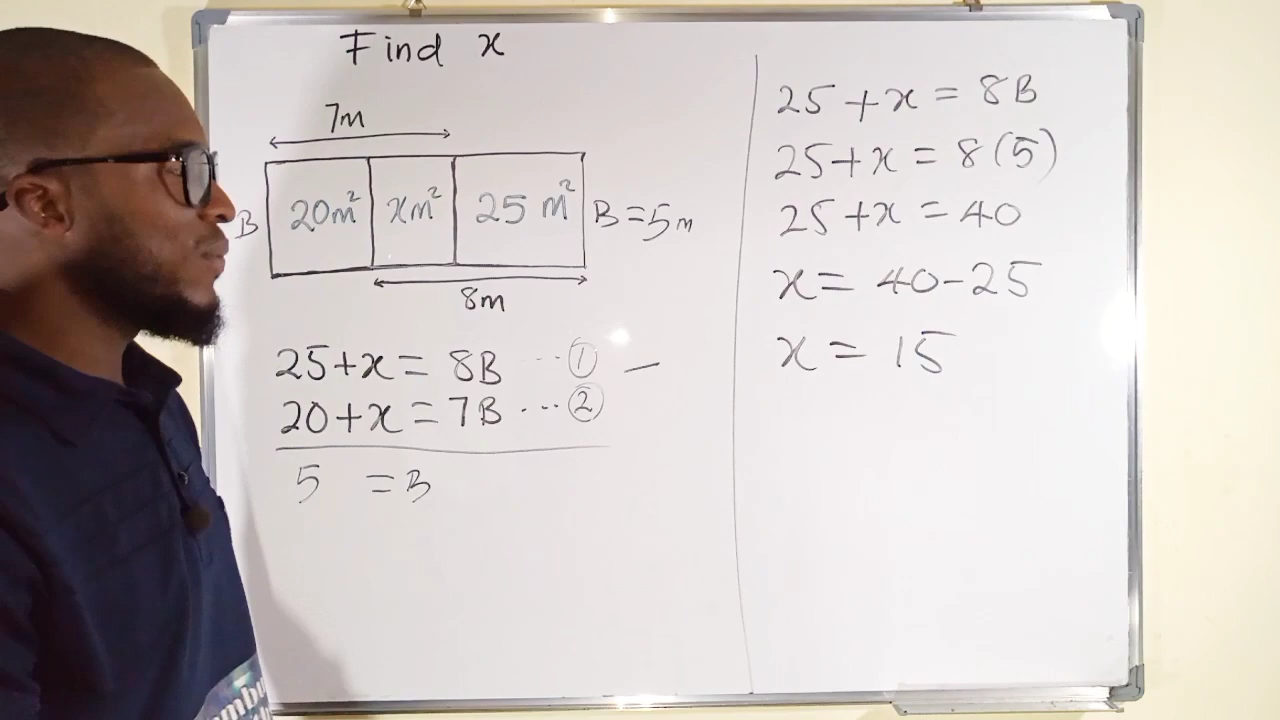 Find x
7m
B 20m² xm² 25 m² B=5m
8m
25+x= 8B ...①  —
20+x=7B ...②
5 =B
25+x= 8B
25+x= 8(5)
25+x=40
x= 40-25
x= 15